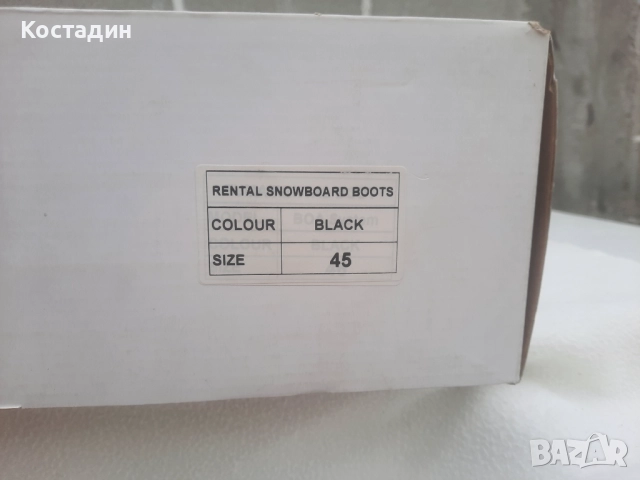 Костадин
RENTAL SNOWBOARD BOOTS
COLOUR BLACK
SIZE 45
BAZAR